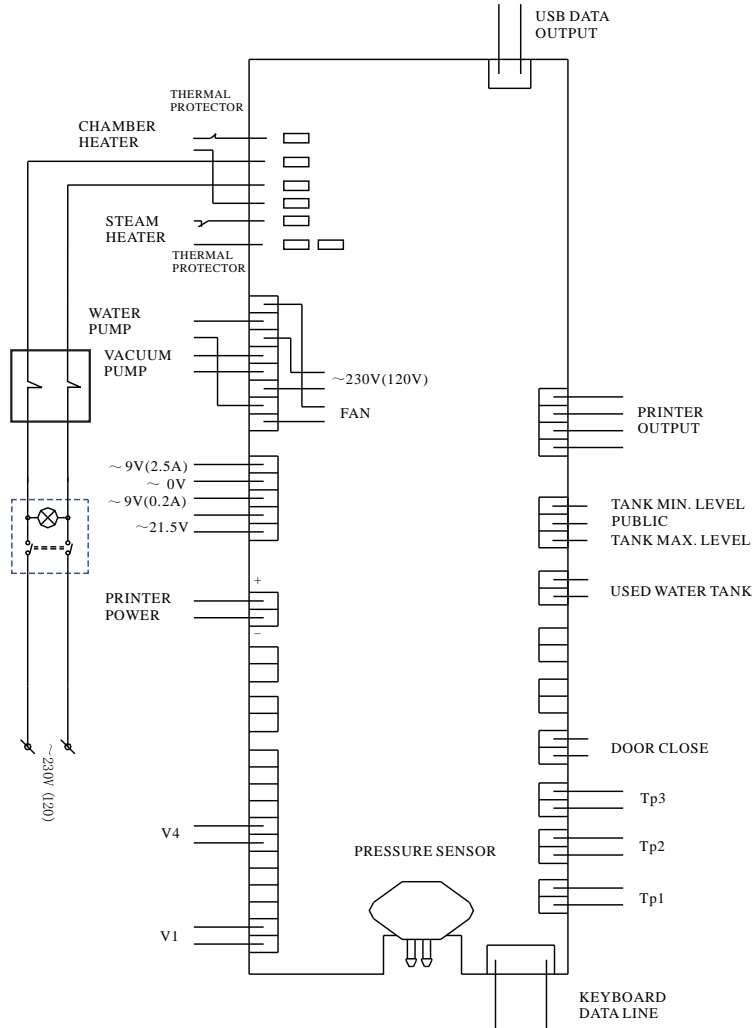 USB DATA
OUTPUT
THERMAL
PROTECTOR
CHAMBER
HEATER
STEAM
HEATER
THERMAL
PROTECTOR
WATER
PUMP
VACUUM
PUMP
～230V(120V)
FAN
PRINTER
OUTPUT
～ 9V(2.5A)
～ 0V
～ 9V(0.2A)
～21.5V
TANK MIN. LEVEL
PUBLIC
TANK MAX. LEVEL
+
PRINTER
POWER
−
USED WATER TANK
DOOR CLOSE
～230V (120)
Tp3
V4
Tp2
PRESSURE SENSOR
Tp1
V1
KEYBOARD
DATA LINE